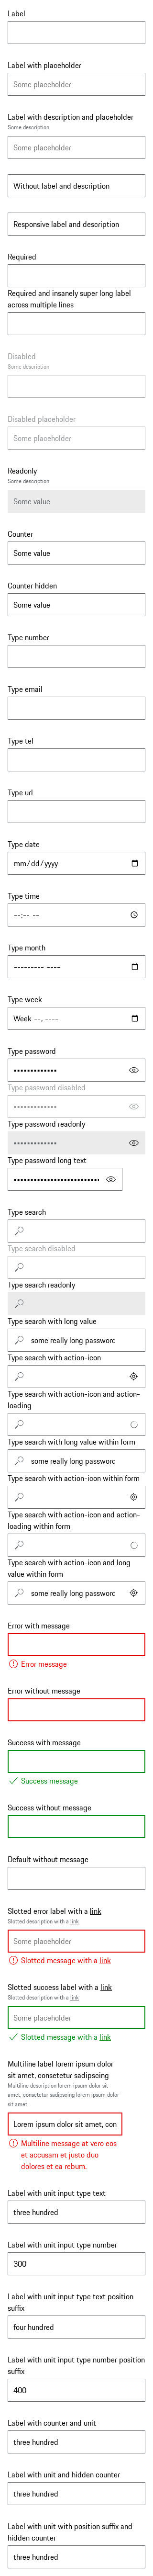 Label
Label with placeholder
Some placeholder
Label with description and placeholder
Some description
Some placeholder
Without label and description
Responsive label and description
Required
Required and insanely super long label
across multiple lines
Disabled
Some description
Disabled placeholder
Some placeholder
Readonly
Some description
Some value
Counter
Some value
Counter hidden
Some value
Type number
Type email
Type tel
Type url
Type date
mm/dd/yyyy
Type time
--:-- --
Type month
--------- ----
Type week
Week --, ----
Type password
•••••••••••••
Type password disabled
•••••••••••••
Type password readonly
•••••••••••••
Type password long text
Type search
Type search disabled
Type search readonly
Type search with long value
some really long passworc
Type search with action-icon
Type search with action-icon and action-
loading
Type search with long value within form
some really long passworc
Type search with action-icon within form
Type search with action-icon and action-
loading within form
Type search with action-icon and long
value within form
some really long passworc
Error with message
Error message
Error without message
Success with message
Success message
Success without message
Default without message
Slotted error label with a link
Slotted description with a link
Some placeholder
Slotted message with a link
Slotted success label with a link
Slotted description with a link
Some placeholder
Slotted message with a link
Multiline label lorem ipsum dolor
sit amet, consetetur sadipscing
Multiline description lorem ipsum dolor sit
amet, consetetur sadipscing lorem ipsum dolor
sit amet
Lorem ipsum dolor sit amet, con
Multiline message at vero eos
et accusam et justo duo
dolores et ea rebum.
Label with unit input type text
three hundred
Label with unit input type number
300
Label with unit input type text position
suffix
four hundred
Label with unit input type number position
suffix
400
Label with counter and unit
three hundred
Label with unit and hidden counter
three hundred
Label with unit with position suffix and
hidden counter
three hundred